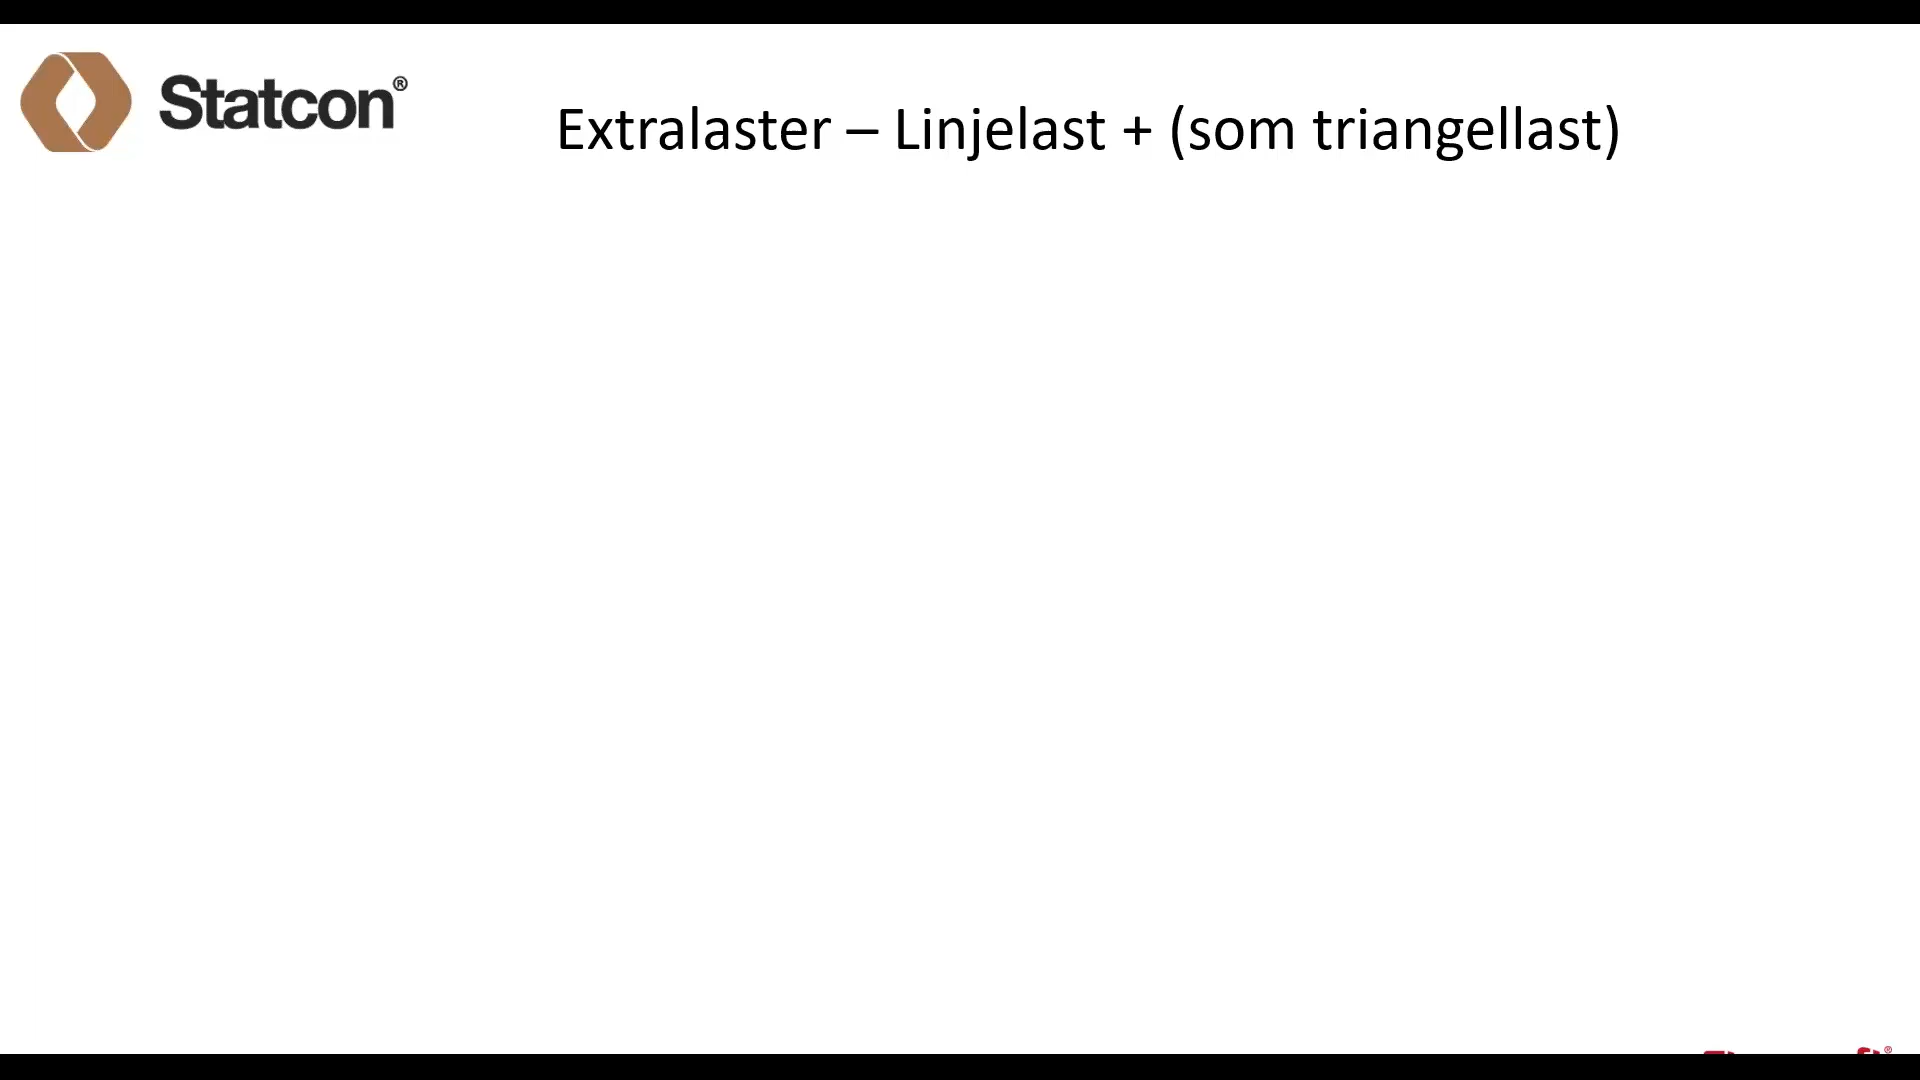 Statcon®
Extralaster – Linjelast + (som triangellast)